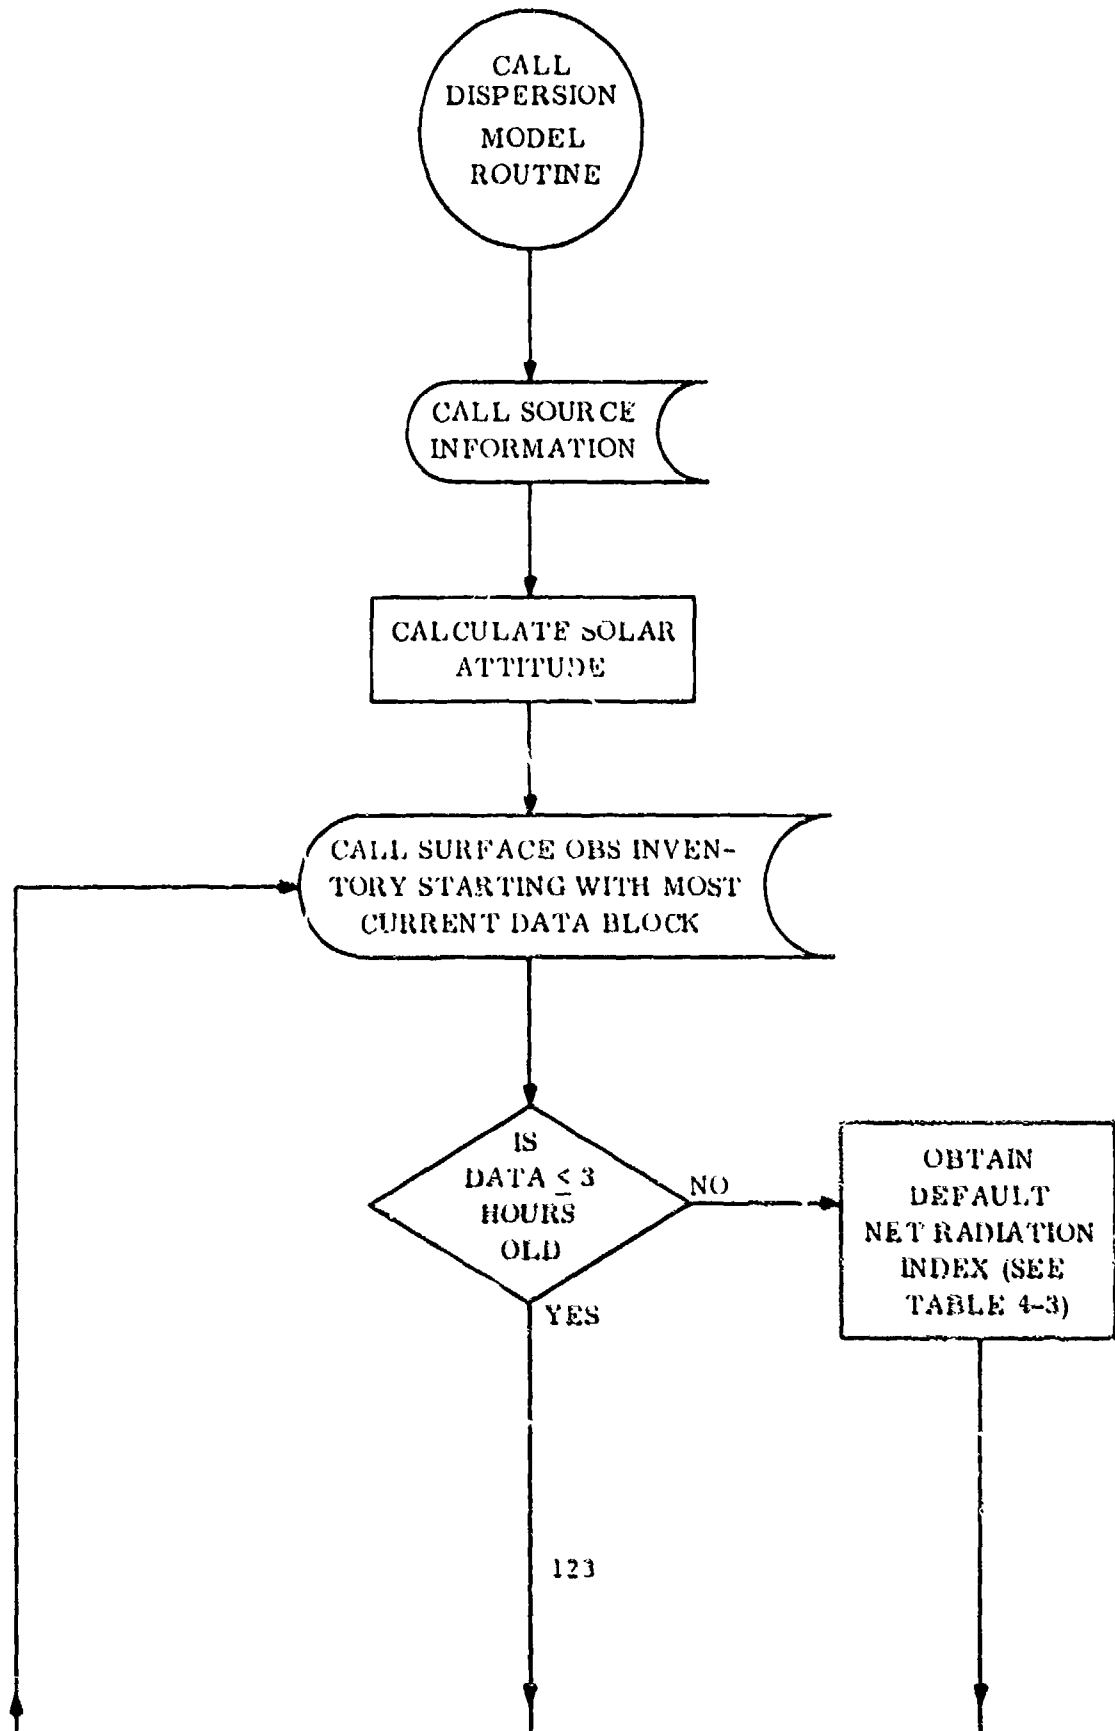 CALL
DISPERSION
MODEL
ROUTINE
CALL SOURCE
INFORMATION
CALCULATE SOLAR
ATTITUDE
CALL SURFACE OBS INVEN-
TORY STARTING WITH MOST
CURRENT DATA BLOCK
IS
DATA ≤ 3
HOURS
OLD
NO
YES
OBTAIN
DEFAULT
NET RADIATION
INDEX (SEE
TABLE 4-3)
123